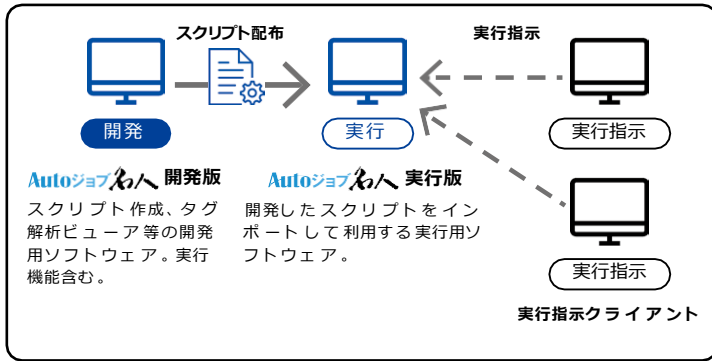 スクリプト配布
実行指示
開発
実行
実行指示
Autoジョブ名人 開発版
スクリプト作成、タグ
解析ビューア等の開発
用ソフトウェア。実行
機能含む。
Autoジョブ名人 実行版
開発したスクリプトをイン
ポートして利用する実行用ソ
フトウェア。
実行指示
実行指示クライアント